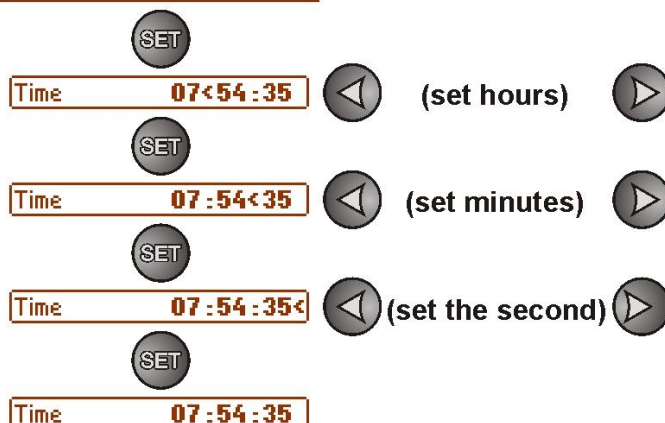 SET
Time 07<54:35 (set hours)
SET
Time 07:54<35 (set minutes)
SET
Time 07:54:35< (set the second)
SET
Time 07:54:35